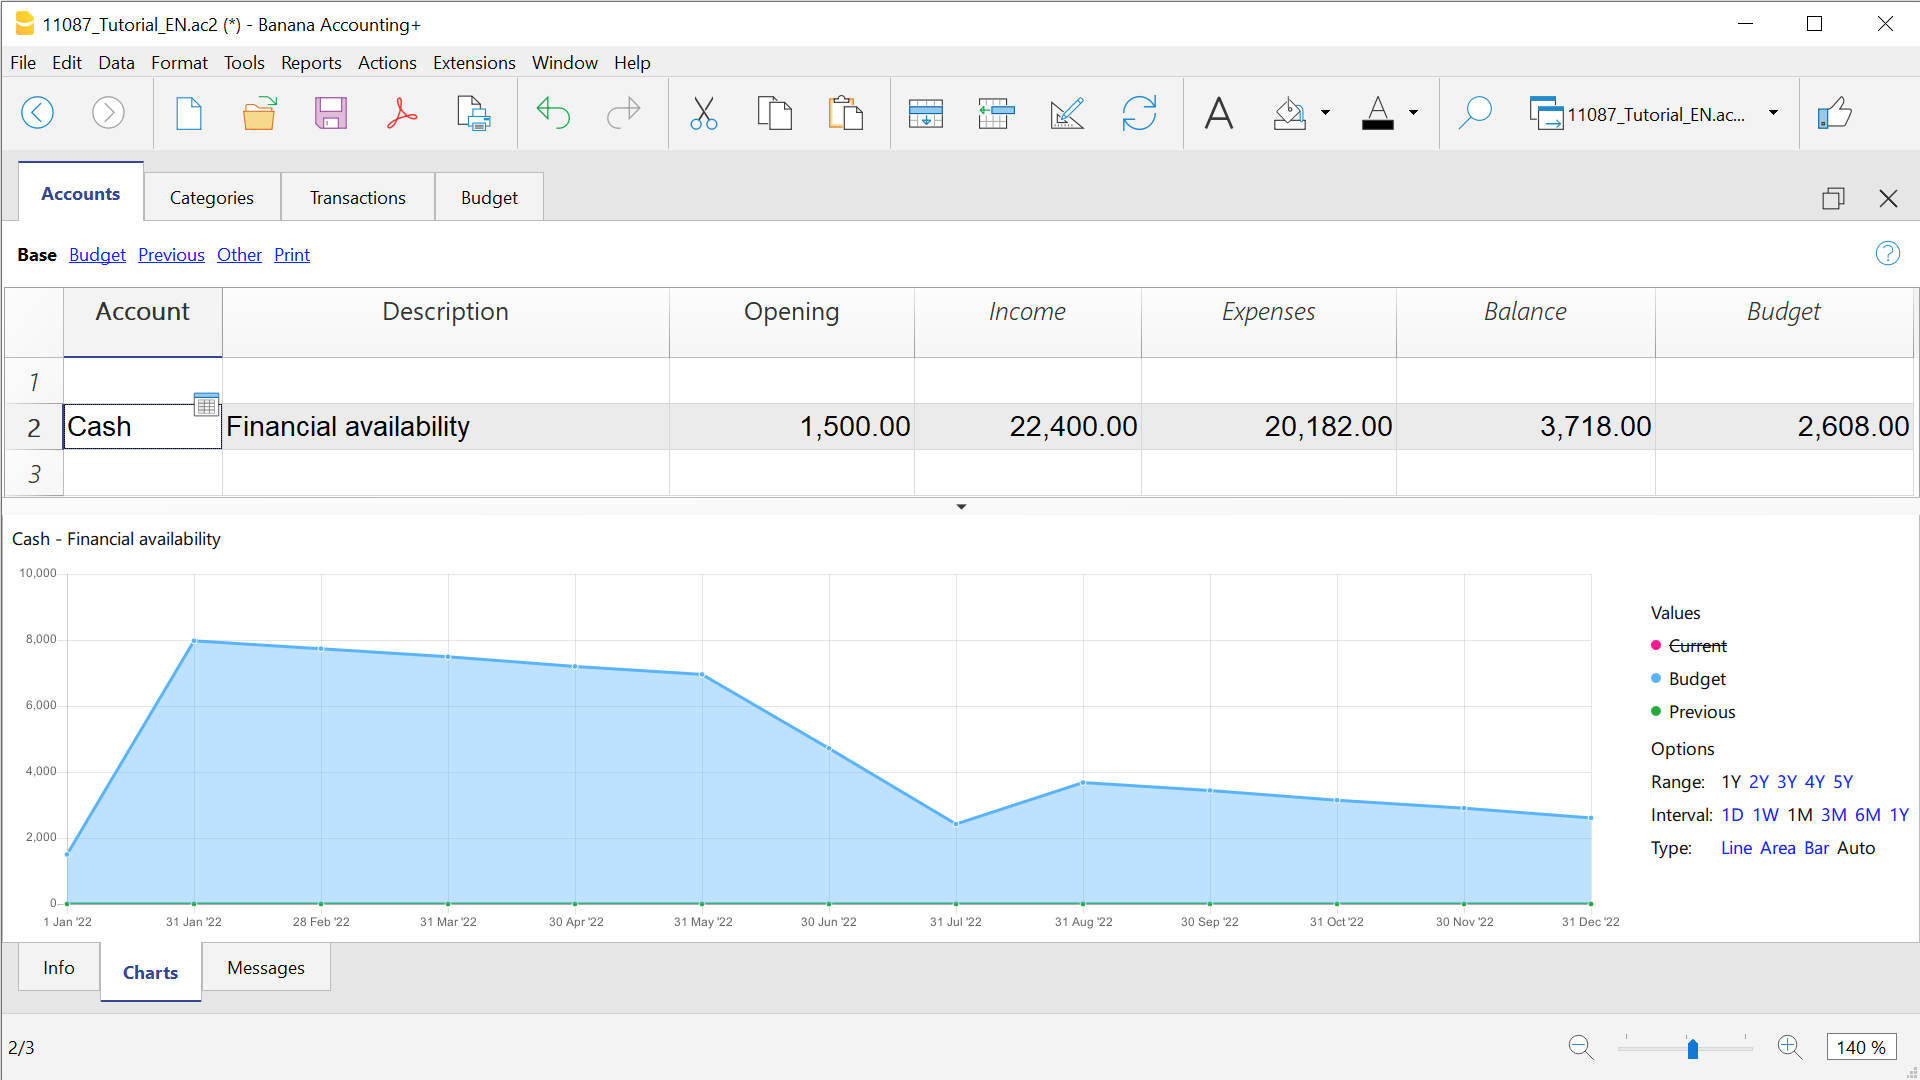 11087_Tutorial_EN.ac2 (*) - Banana Accounting+
File Edit Data Format Tools Reports Actions Extensions Window Help
11087_Tutorial_EN.ac...
Accounts Categories Transactions Budget
Base Budget Previous Other Print
Account Description Opening Income Expenses Balance Budget
1
2 Cash Financial availability 1,500.00 22,400.00 20,182.00 3,718.00 2,608.00
3
Cash - Financial availability
10,000
8,000
6,000
4,000
2,000
0
1 Jan '22 31 Jan '22 28 Feb '22 31 Mar '22 30 Apr '22 31 May '22 30 Jun '22 31 Jul '22 31 Aug '22 30 Sep '22 31 Oct '22 30 Nov '22 31 Dec '22
Values
Current
Budget
Previous
Options
Range: 1Y 2Y 3Y 4Y 5Y
Interval: 1D 1W 1M 3M 6M 1Y
Type: Line Area Bar Auto
Info Charts Messages
2/3
140 %